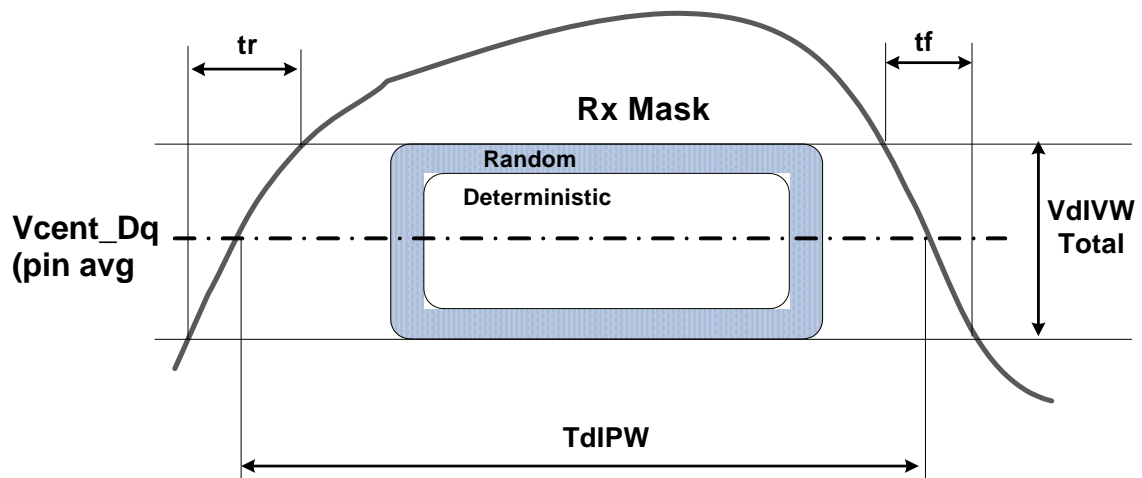 tr
tf
Rx Mask
Random
Deterministic
Vcent_Dq
(pin avg
VdIVW
Total
TdIPW